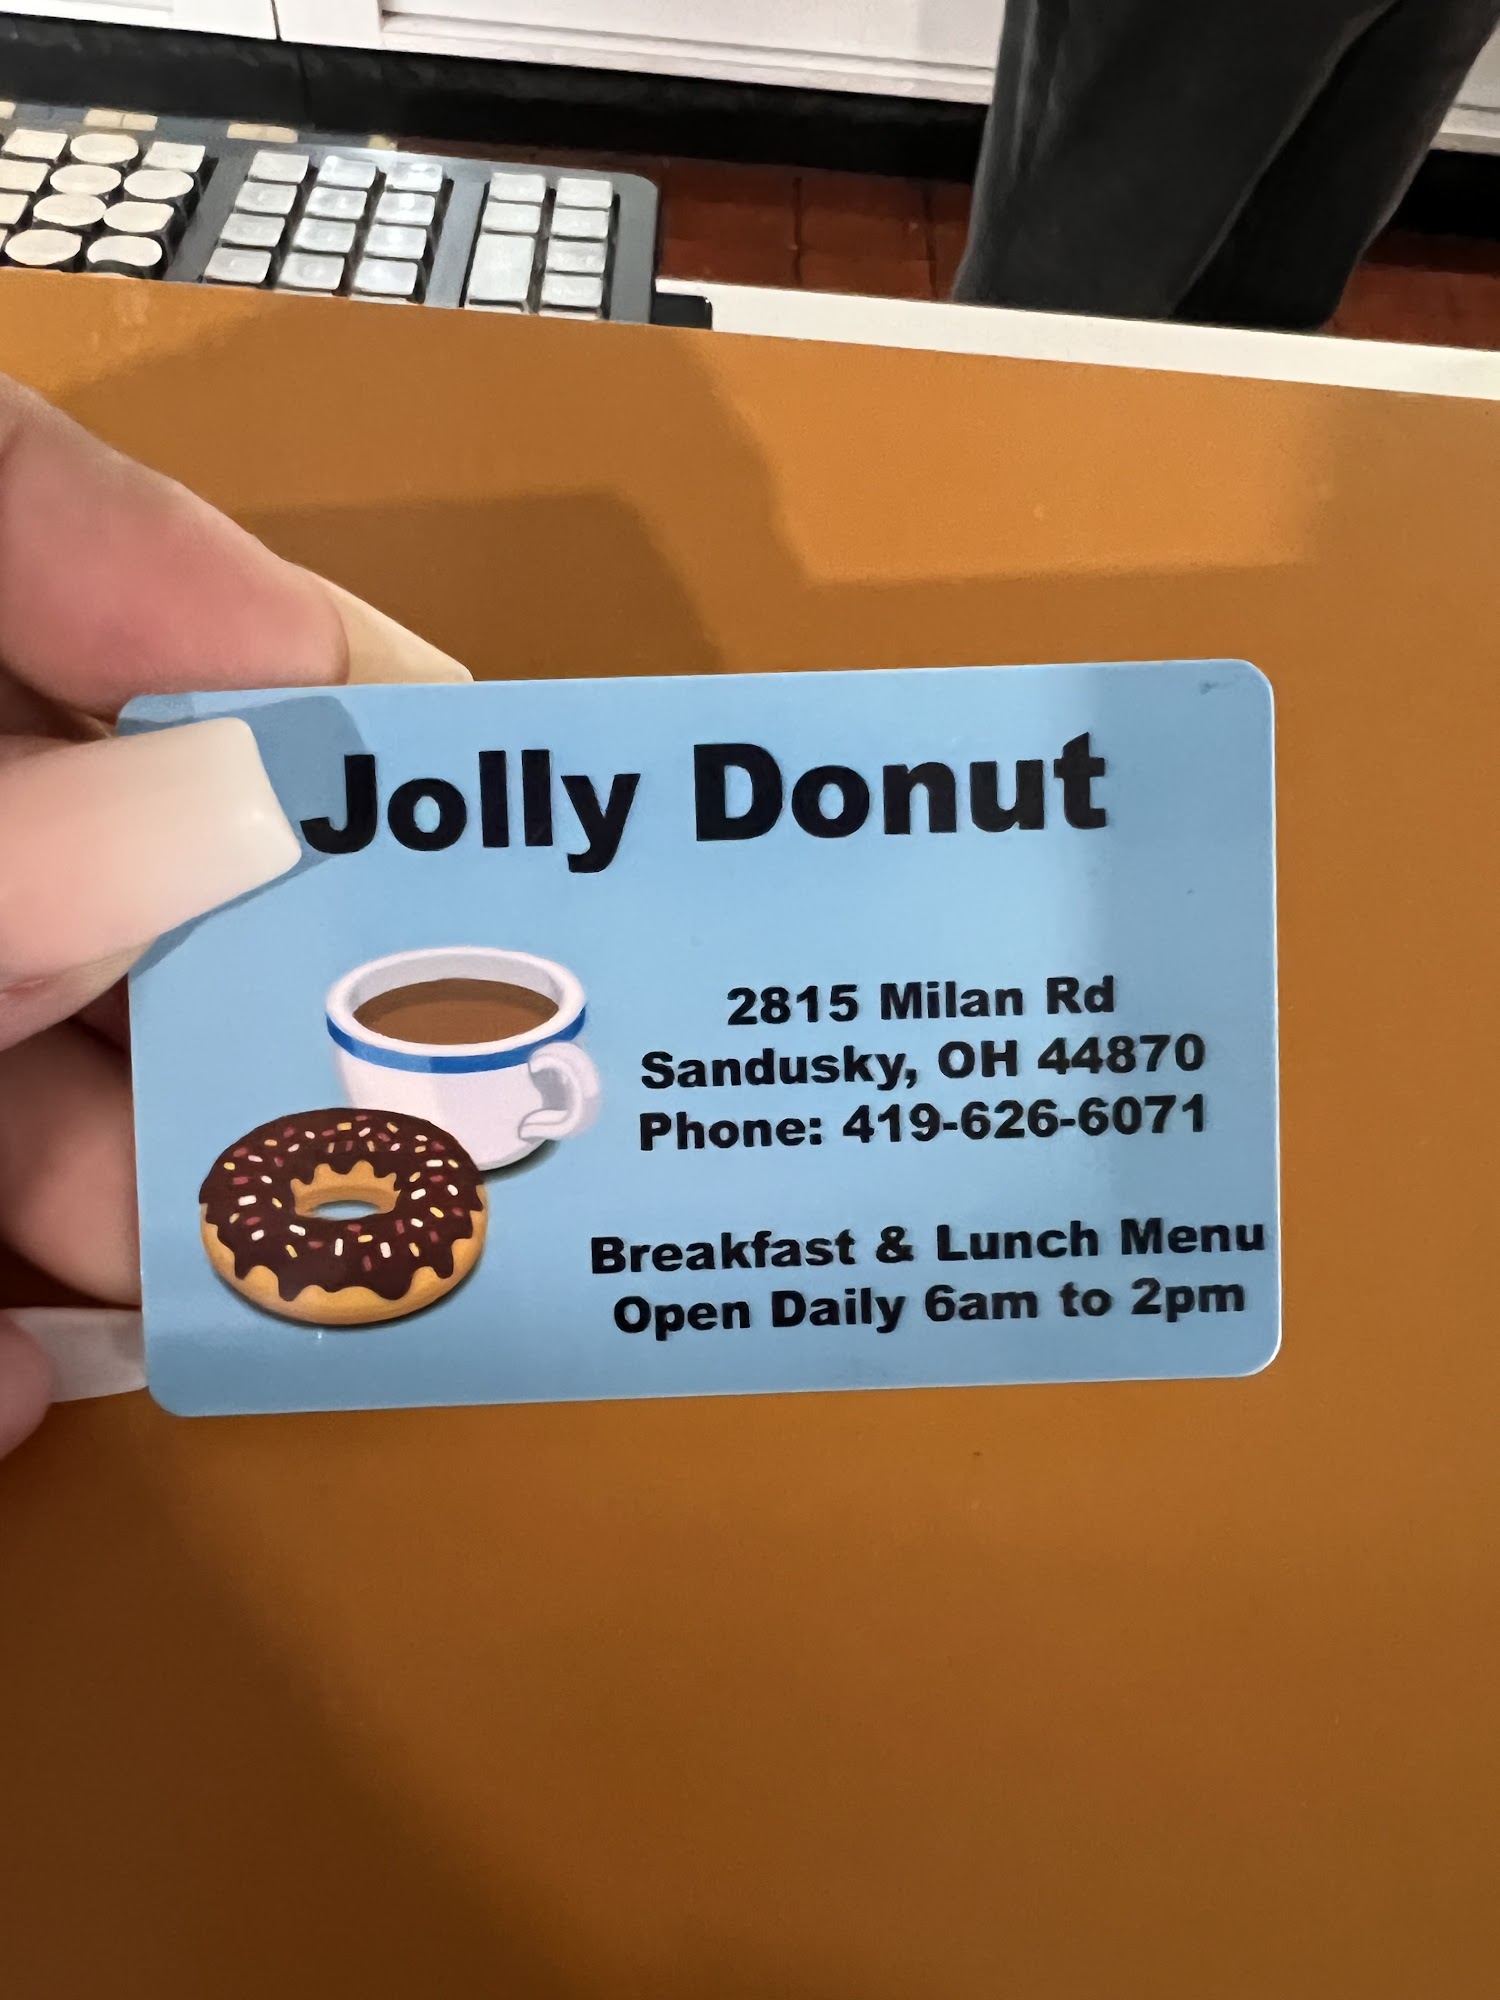 Jolly Donut
2815 Milan Rd
Sandusky, OH 44870
Phone: 419-626-6071
Breakfast & Lunch Menu
Open Daily 6am to 2pm